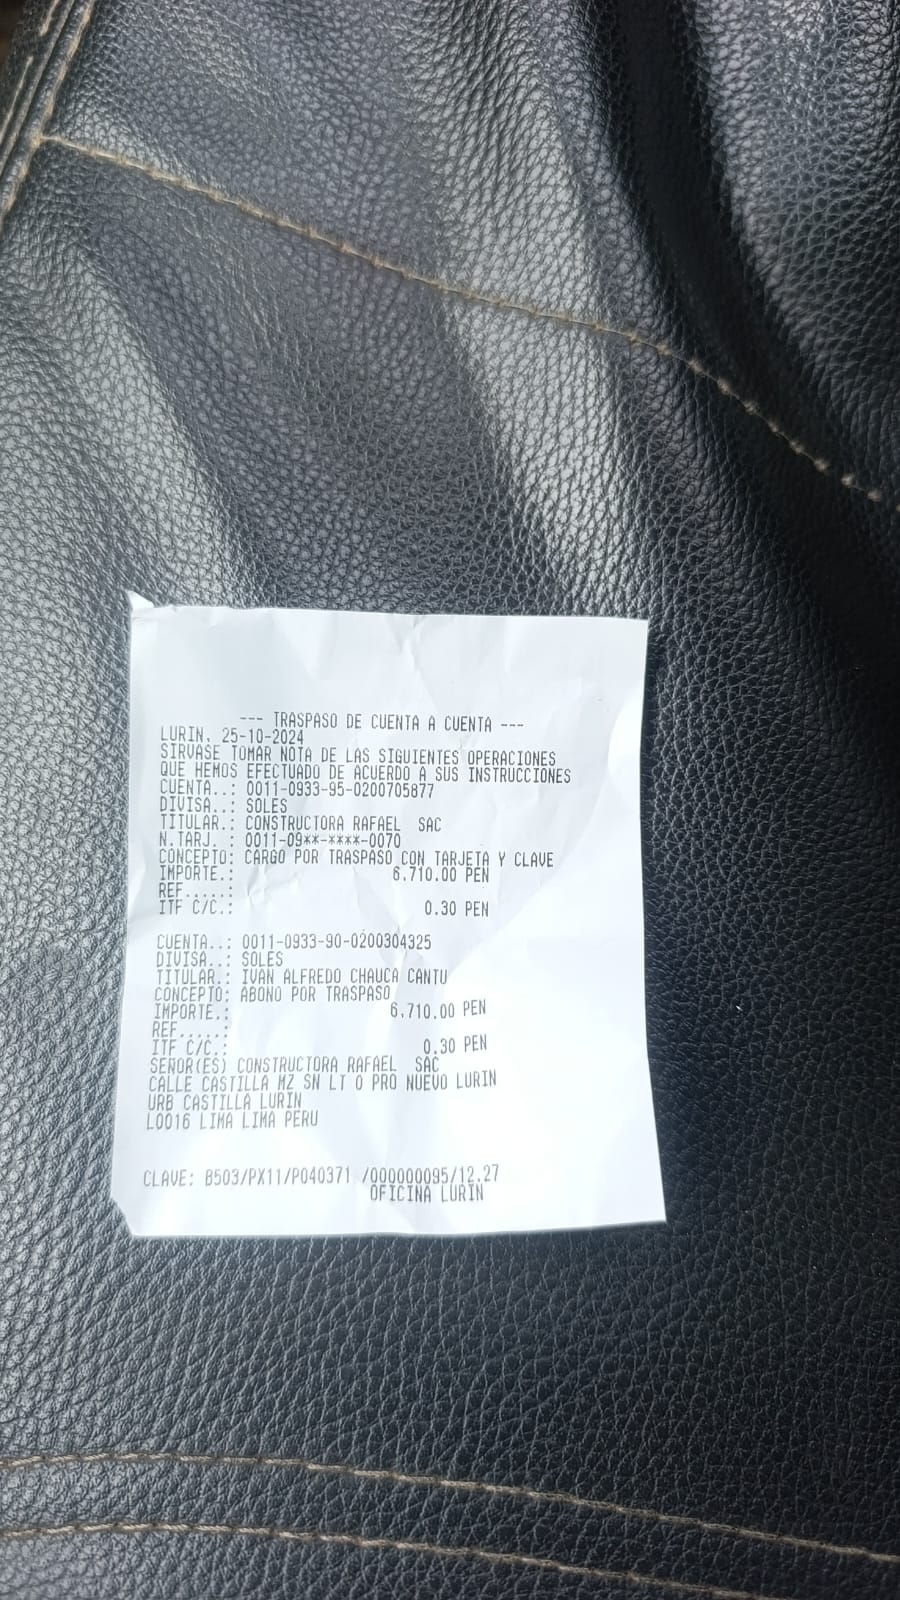 --- TRASPASO DE CUENTA A CUENTA ---
LURIN, 25-10-2024
SIRVASE TOMAR NOTA DE LAS SIGUIENTES OPERACIONES
QUE HEMOS EFECTUADO DE ACUERDO A SUS INSTRUCCIONES
CUENTA..: 0011-0933-95-0200705877
DIVISA..: SOLES
TITULAR.: CONSTRUCTORA RAFAEL SAC
N.TARJ. : 0011-09**-****-0070
CONCEPTO: CARGO POR TRASPASO CON TARJETA Y CLAVE
IMPORTE.: 6.710.00 PEN
REF.....:
ITF C/C.: 0.30 PEN
CUENTA..: 0011-0933-90-0200304325
DIVISA..: SOLES
TITULAR.: IVAN ALFREDO CHAUCA CANTU
CONCEPTO: ABONO POR TRASPASO
IMPORTE.: 6.710.00 PEN
REF.....:
ITF C/C.: 0.30 PEN
SEÑOR(ES) CONSTRUCTORA RAFAEL SAC
CALLE CASTILLA MZ SN LT O PRO NUEVO LURIN
URB CASTILLA LURIN
L0016 LIMA LIMA PERU
CLAVE: B503/PX11/P040371 /000000095/12.27
OFICINA LURIN